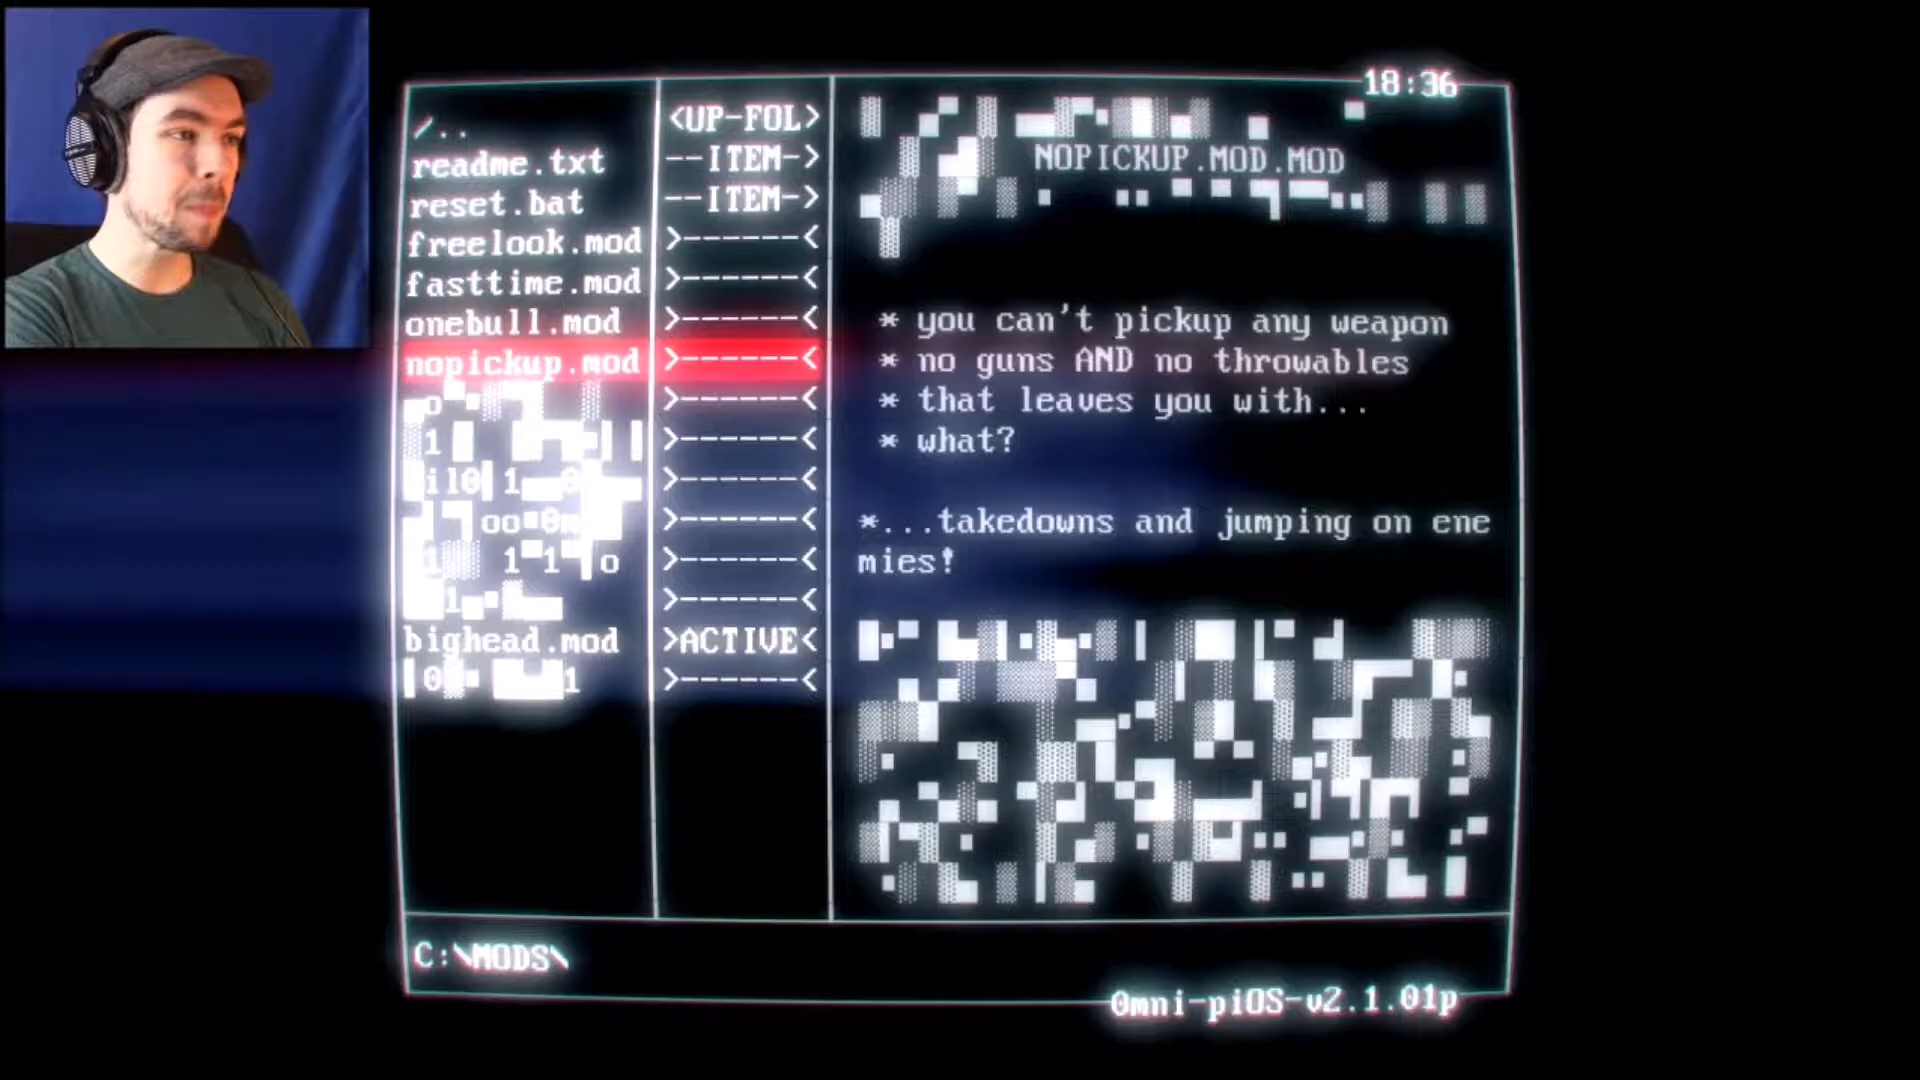 18:36
/..
<UP-FOL>
readme.txt
--ITEM->
reset.bat
--ITEM->
freelook.mod
>------<
fasttime.mod
>------<
onebull.mod
>------<
nopickup.mod
>------<
>------<
>------<
>------<
>------<
>------<
>------<
bighead.mod
>ACTIVE<
>------<
NOPICKUP.MOD.MOD
* you can't pickup any weapon
* no guns AND no throwables
* that leaves you with...
* what?
*...takedowns and jumping on ene
mies!
C:\MODS\
0mni-piOS-v2.1.01p